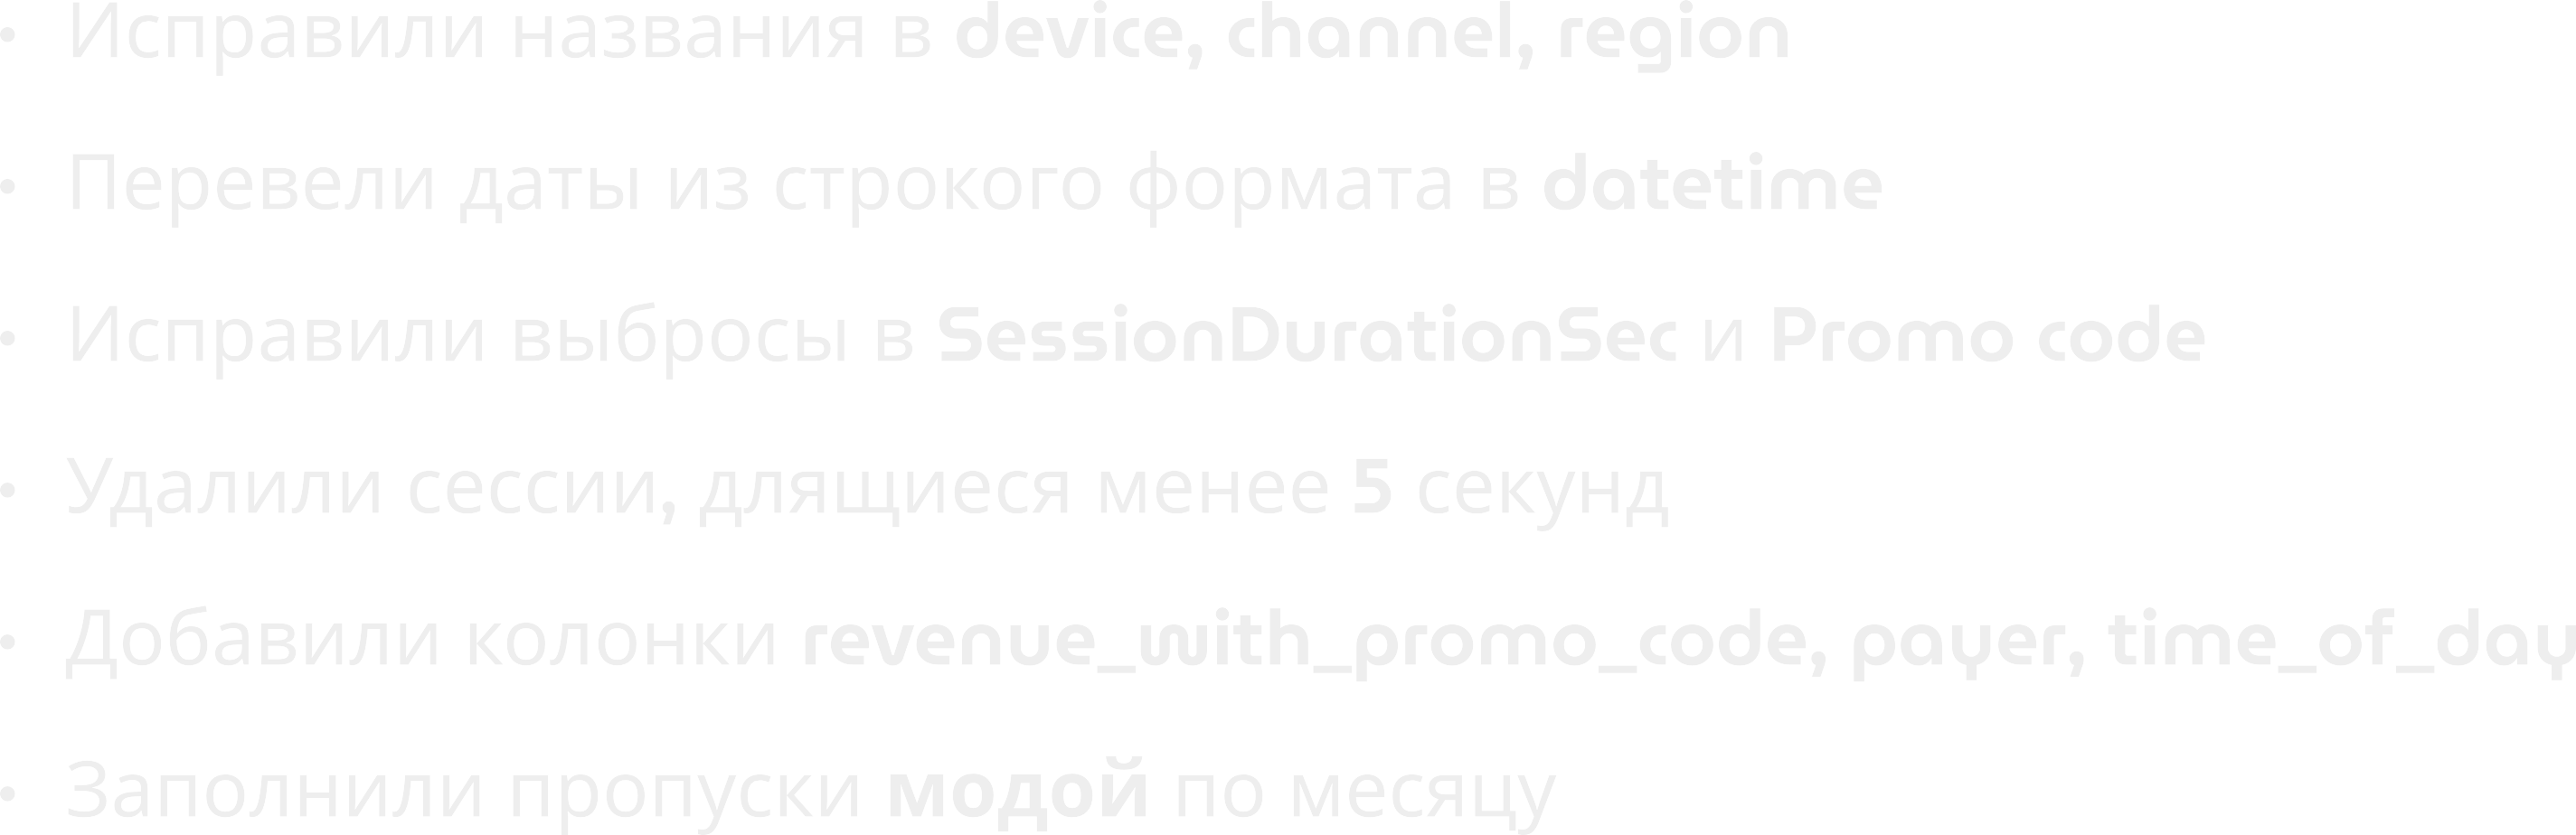 • Исправили названия в device, channel, region
• Перевели даты из строкого формата в datetime
• Исправили выбросы в SessionDurationSec и Promo code
• Удалили сессии, длящиеся менее 5 секунд
• Добавили колонки revenue_with_promo_code, payer, time_of_day
• Заполнили пропуски модой по месяцу